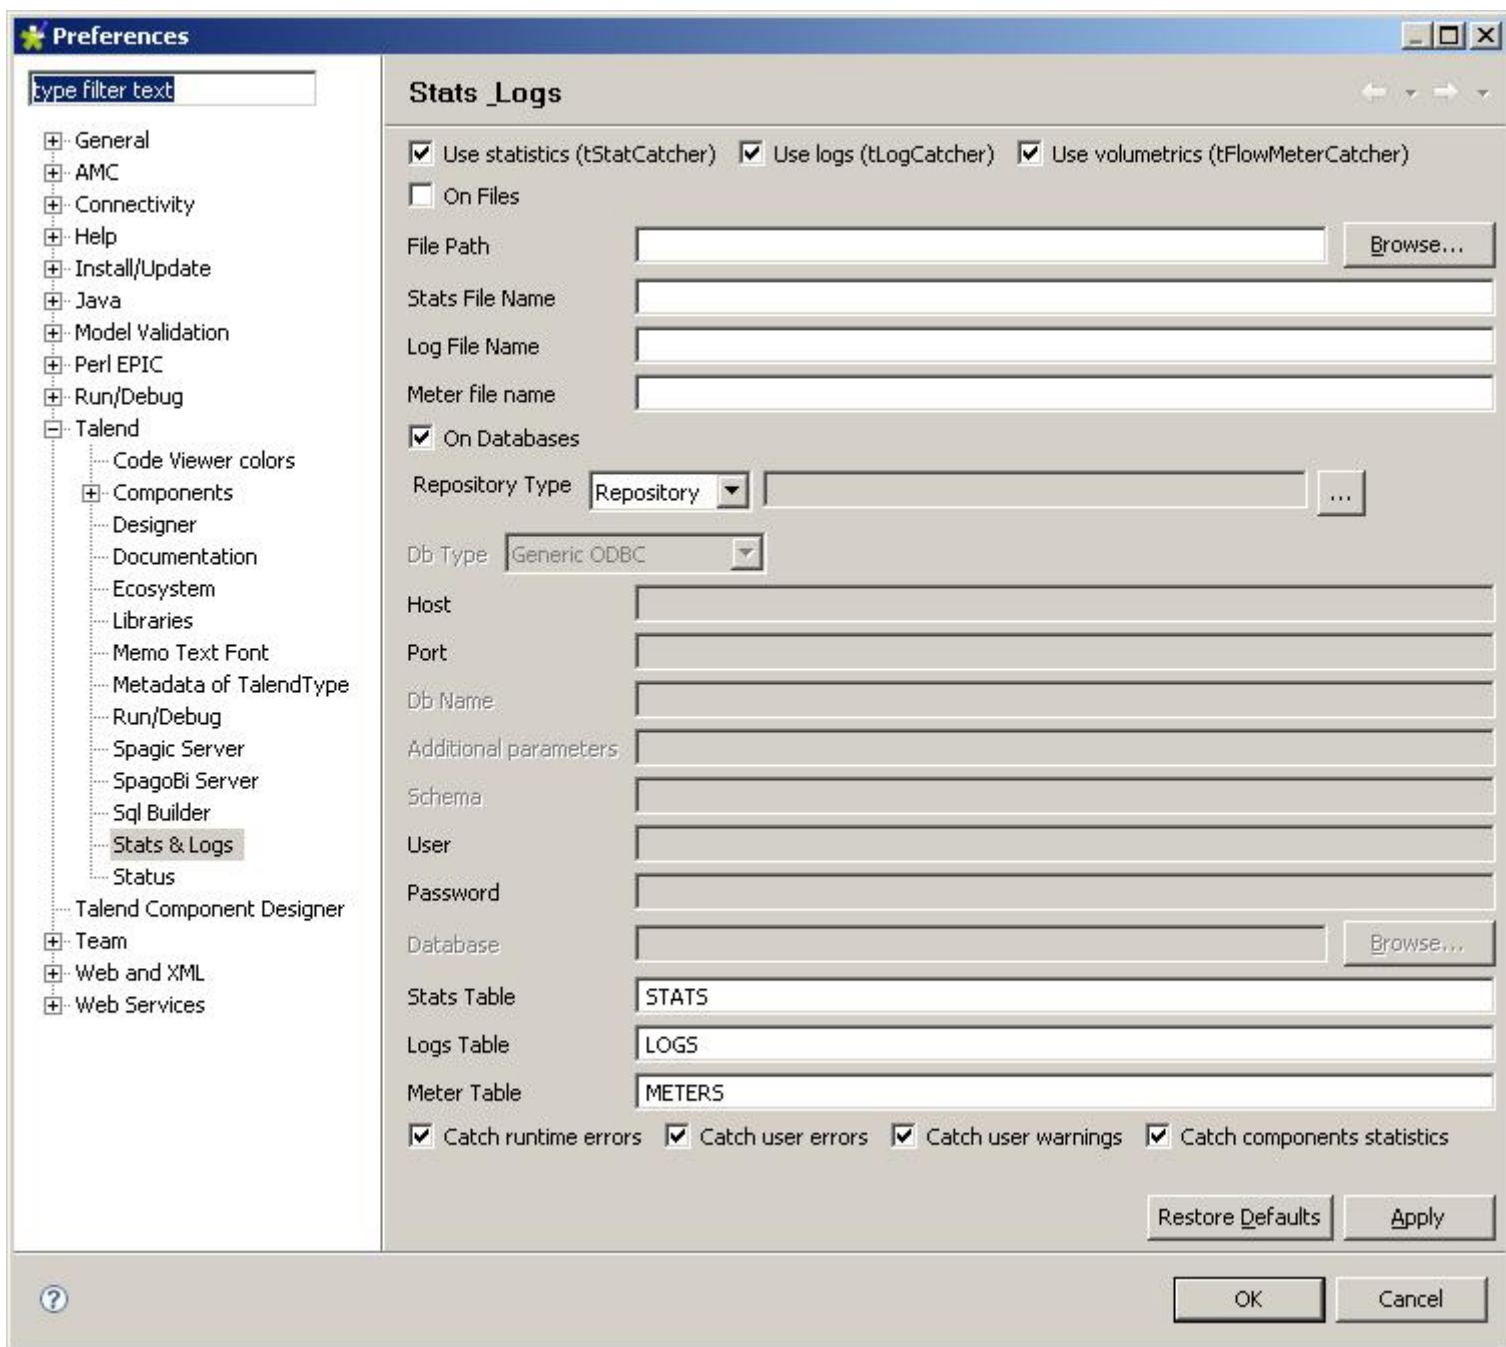 Preferences
type filter text
General
AMC
Connectivity
Help
Install/Update
Java
Model Validation
Perl EPIC
Run/Debug
Talend
Code Viewer colors
Components
Designer
Documentation
Ecosystem
Libraries
Memo Text Font
Metadata of TalendType
Run/Debug
Spagic Server
SpagoBi Server
Sql Builder
Stats & Logs
Status
Talend Component Designer
Team
Web and XML
Web Services
Stats _Logs
Use statistics (tStatCatcher) Use logs (tLogCatcher) Use volumetrics (tFlowMeterCatcher)
On Files
File Path Browse...
Stats File Name
Log File Name
Meter file name
On Databases
Repository Type Repository ...
Db Type Generic ODBC
Host
Port
Db Name
Additional parameters
Schema
User
Password
Database Browse...
Stats Table STATS
Logs Table LOGS
Meter Table METERS
Catch runtime errors Catch user errors Catch user warnings Catch components statistics
Restore Defaults Apply
? OK Cancel